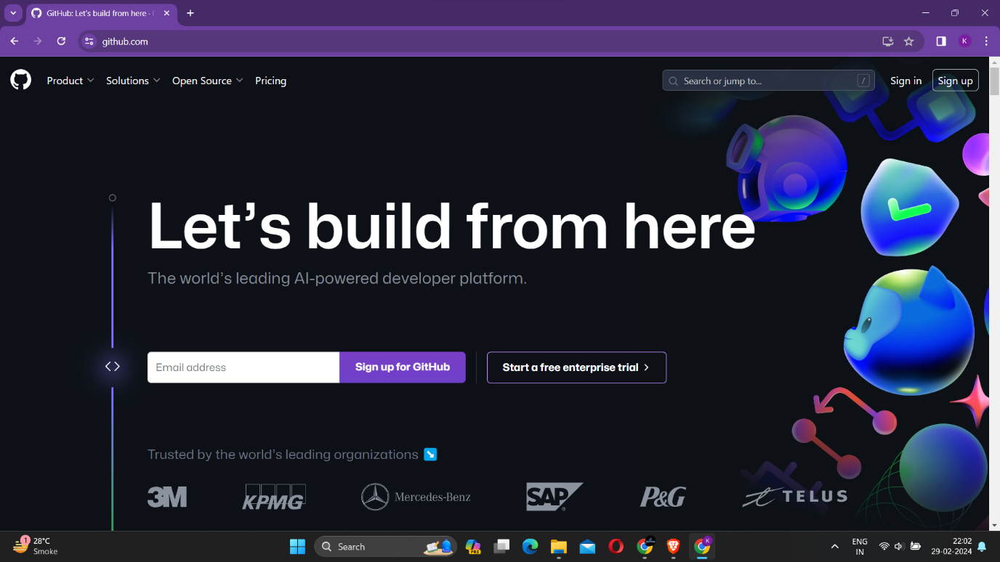 GitHub: Let's build from here · G
github.com
K
Product
Solutions
Open Source
Pricing
Search or jump to...
/
Sign in
Sign up
Let's build from here
The world's leading AI-powered developer platform.
Email address
Sign up for GitHub
Start a free enterprise trial
Trusted by the world's leading organizations
3M
KPMG
Mercedes-Benz
SAP
P&G
TELUS
1
28°C
Smoke
Search
PRE
K
ENG
IN
22:02
29-02-2024